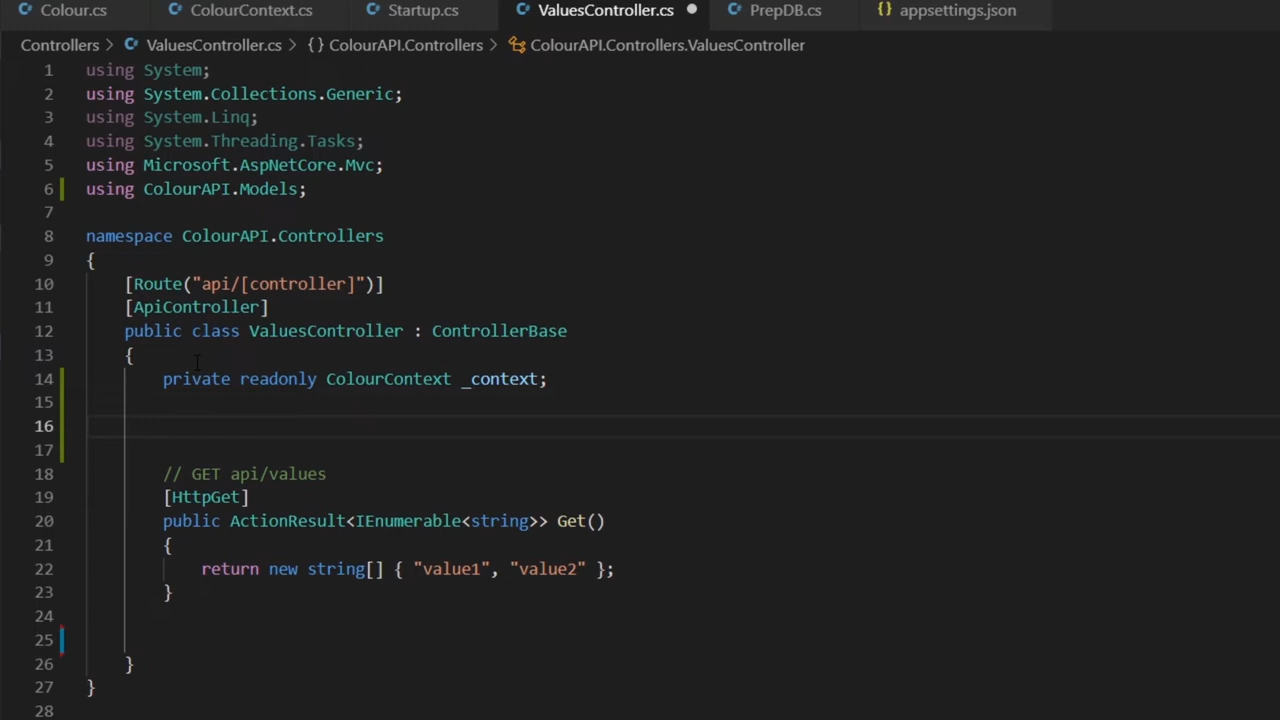 Colour.cs ColourContext.cs Startup.cs ValuesController.cs PrepDB.cs {} appsettings.json
Controllers > ValuesController.cs > {} ColourAPI.Controllers > ColourAPI.Controllers.ValuesController
1 using System;
2 using System.Collections.Generic;
3 using System.Linq;
4 using System.Threading.Tasks;
5 using Microsoft.AspNetCore.Mvc;
6 using ColourAPI.Models;
7
8 namespace ColourAPI.Controllers
9 {
10 [Route("api/[controller]")]
11 [ApiController]
12 public class ValuesController : ControllerBase
13 {
14 private readonly ColourContext _context;
15
16
17
18 // GET api/values
19 [HttpGet]
20 public ActionResult<IEnumerable<string>> Get()
21 {
22 return new string[] { "value1", "value2" };
23 }
24
25
26 }
27 }
28